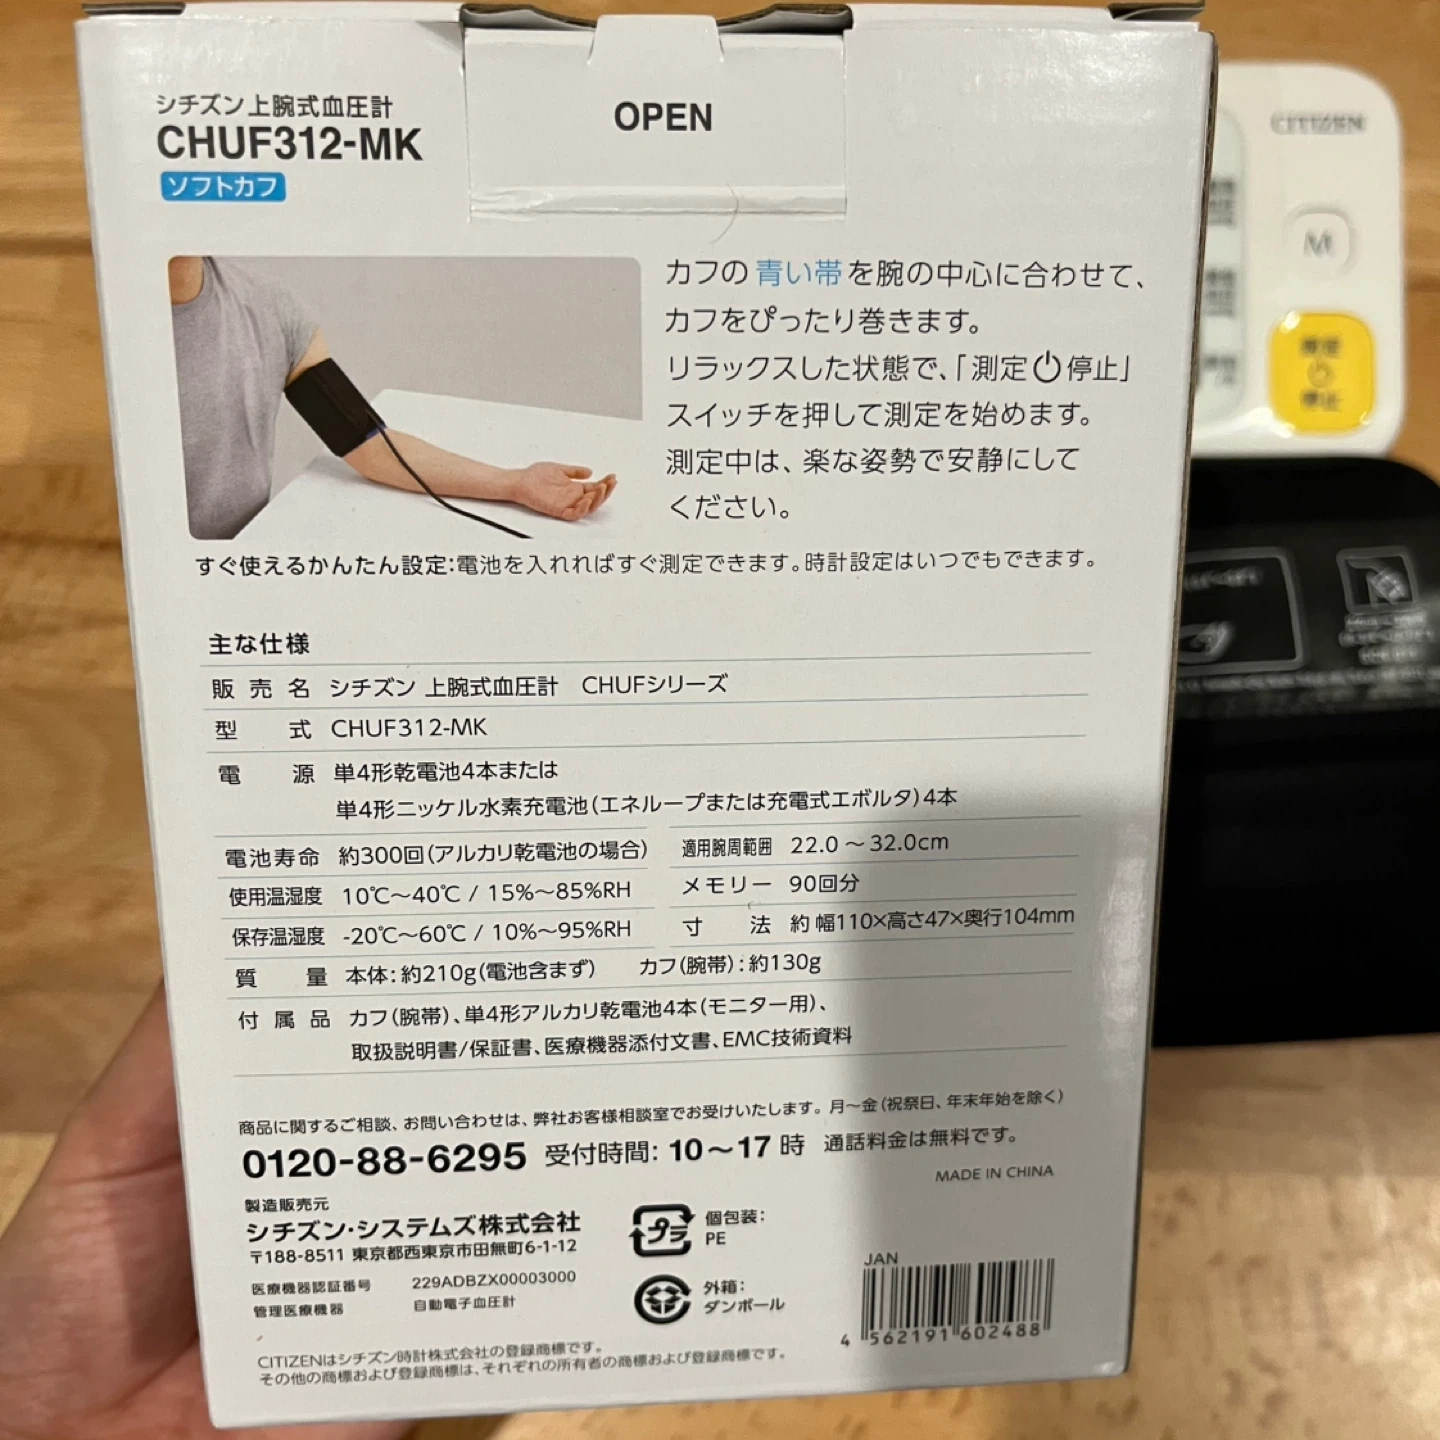 シチズン上腕式血圧計
CHUF312-MK
ソフトカフ
OPEN
カフの青い帯を腕の中心に合わせて、
カフをぴったり巻きます。
リラックスした状態で、「測定⏻停止」
スイッチを押して測定を始めます。
測定中は、楽な姿勢で安静にして
ください。
すぐ使えるかんたん設定:電池を入れればすぐ測定できます。時計設定はいつでもできます。
主な仕様
販売名 シチズン 上腕式血圧計 CHUFシリーズ
型式 CHUF312-MK
電源 単4形乾電池4本または
単4形ニッケル水素充電池(エネループまたは充電式エボルタ)4本
電池寿命 約300回(アルカリ乾電池の場合) 適用腕周範囲 22.0～32.0cm
使用温湿度 10℃～40℃ / 15%～85%RH メモリー 90回分
保存温湿度 -20℃～60℃ / 10%～95%RH 寸法 約 幅110×高さ47×奥行104mm
質量 本体:約210g(電池含まず) カフ(腕帯):約130g
付属品 カフ(腕帯)、単4形アルカリ乾電池4本(モニター用)、
取扱説明書/保証書、医療機器添付文書、EMC技術資料
商品に関するご相談、お問い合わせは、弊社お客様相談室でお受けいたします。月～金(祝祭日、年末年始を除く)
0120-88-6295 受付時間: 10～17時 通話料金は無料です。
MADE IN CHINA
製造販売元
シチズン・システムズ株式会社
〒188-8511 東京都西東京市田無町6-1-12
医療機器認証番号 229ADBZX00003000
管理医療機器 自動電子血圧計
プラ
個包装:
PE
外箱:
ダンボール
JAN
4 562191 602488
CITIZENはシチズン時計株式会社の登録商標です。
その他の商標および登録商標は、それぞれの所有者の商標および登録商標です。
CITIZEN
M